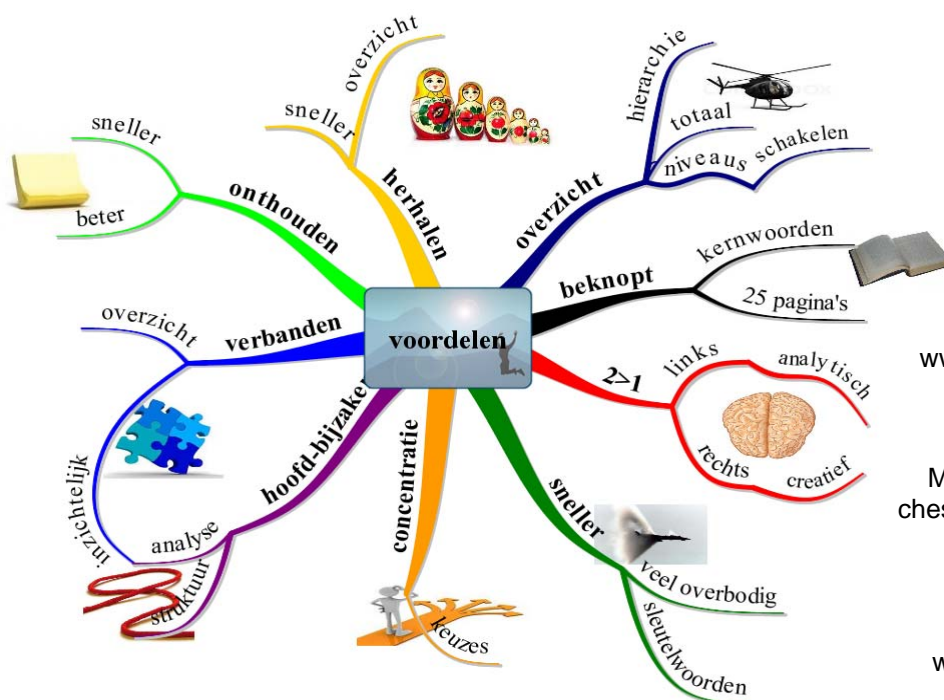 voordelen
overzicht
hierarchie
totaal
niveaus
schakelen
beknopt
kernwoorden
25 pagina's
2>1
links
analytisch
rechts
creatief
sneller
veel overbodig
sleutelwoorden
concentratie
keuzes
hoofd-bijzaken
analyse
struktuur
verbanden
overzicht
inzichtelijk
onthouden
sneller
beter
herhalen
sneller
overzicht